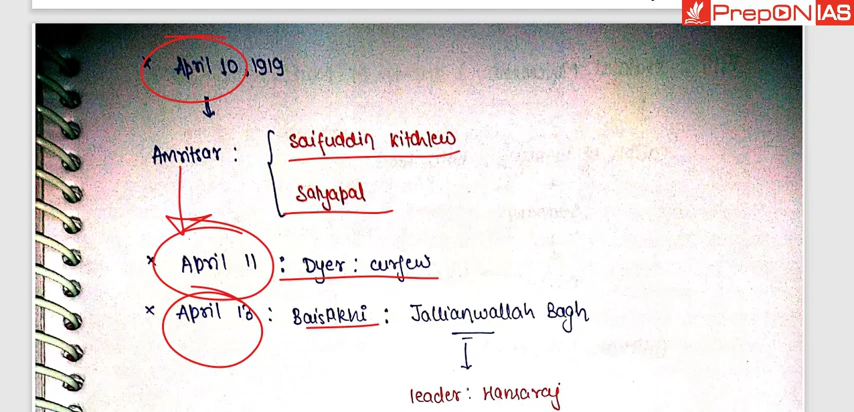 PrepON IAS
* April 10, 1919
Amritsar : { Saifuddin Kitchlew
Satyapal
* April 11 : Dyer : curfew
* April 13 : BaisAkhi : Jallianwallah Bagh
leader : Hansaraj